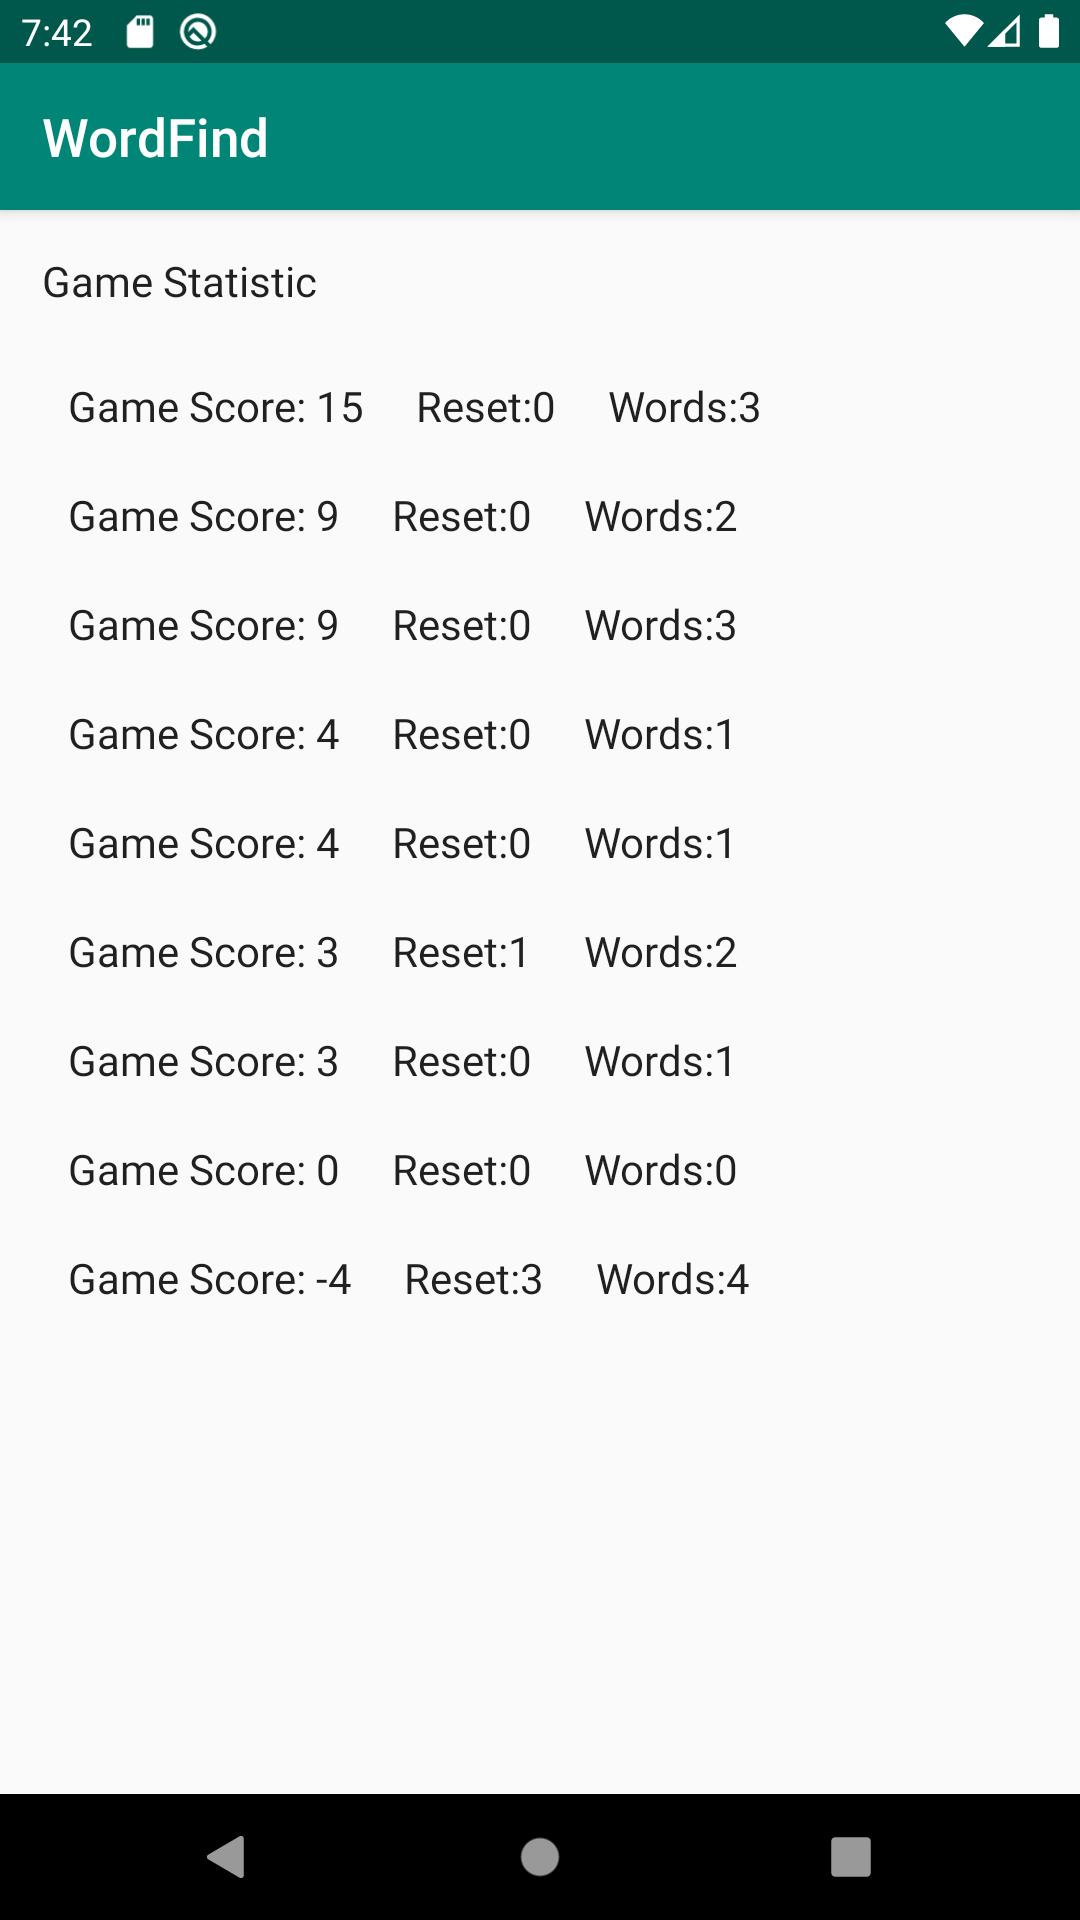 7:42
WordFind
Game Statistic
Game Score: 15 Reset:0 Words:3
Game Score: 9 Reset:0 Words:2
Game Score: 9 Reset:0 Words:3
Game Score: 4 Reset:0 Words:1
Game Score: 4 Reset:0 Words:1
Game Score: 3 Reset:1 Words:2
Game Score: 3 Reset:0 Words:1
Game Score: 0 Reset:0 Words:0
Game Score: -4 Reset:3 Words:4